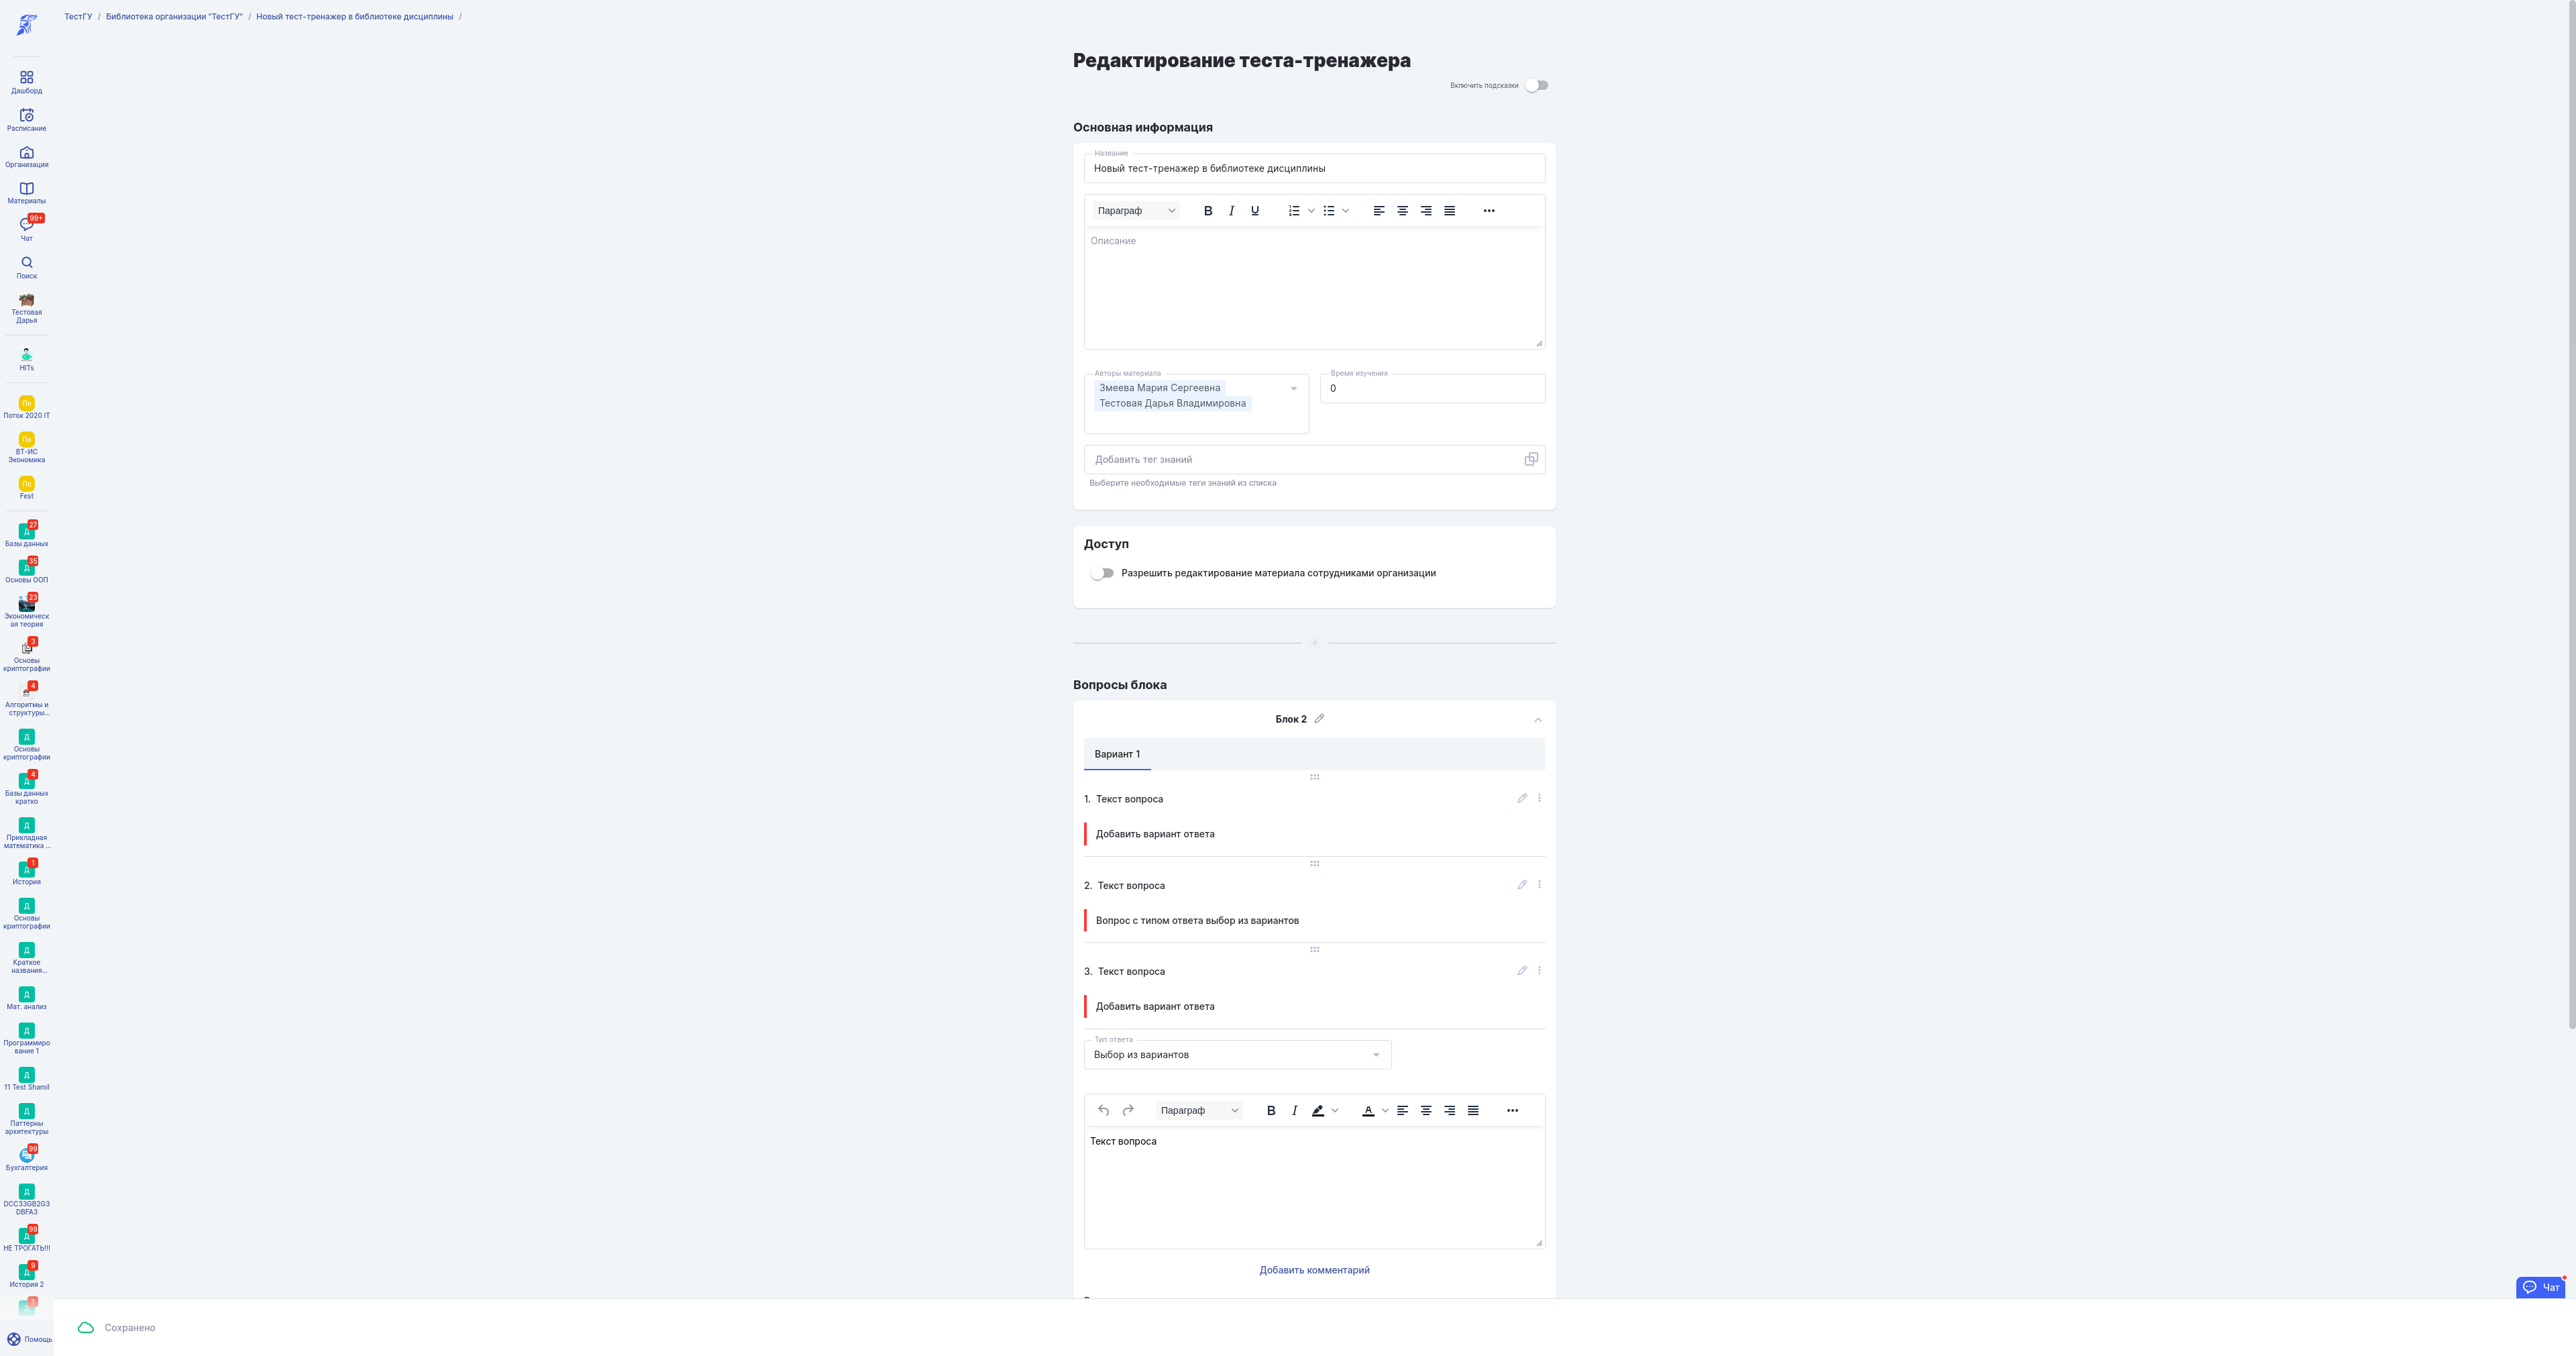 ТестГУ / Библиотека организации "ТестГУ" / Новый тест-тренажер в библиотеке дисциплины /
Дашборд
Расписание
Организация
Материалы
99+
Чат
Поиск
Тестовая
Дарья
HITs
По
Поток 2020 IT
По
ВТ-ИС
Экономика
По
Fest
27
Д
Базы данных
35
Д
Основы ООП
23
Экономическ
ая теория
3
Основы
криптографии
4
Алгоритмы и
структуры...
Д
Основы
криптографии
4
Д
Базы данных
кратко
Д
Прикладная
математика ...
1
Д
История
Д
Основы
криптографии
Д
Краткое
названия...
Д
Мат. анализ
Д
Программиро
вание 1
Д
11 Test Shamil
Д
Паттерны
архитектуры
99
Бухгалтерия
Д
DCC33GB2G3
DBFA3
99
Д
НЕ ТРОГАТЬ!!!
9
Д
История 2
1
Д
Помощь
Редактирование теста-тренажера
Включить подсказки
Основная информация
Название
Новый тест-тренажер в библиотеке дисциплины
Параграф
Описание
Авторы материала
Змеева Мария Сергеевна
Тестовая Дарья Владимировна
Время изучения
0
Добавить тег знаний
Выберите необходимые теги знаний из списка
Доступ
Разрешить редактирование материала сотрудниками организации
Вопросы блока
Блок 2
Вариант 1
1. Текст вопроса
Добавить вариант ответа
2. Текст вопроса
Вопрос с типом ответа выбор из вариантов
3. Текст вопроса
Добавить вариант ответа
Тип ответа
Выбор из вариантов
Параграф
Текст вопроса
Добавить комментарий
Чат
Сохранено